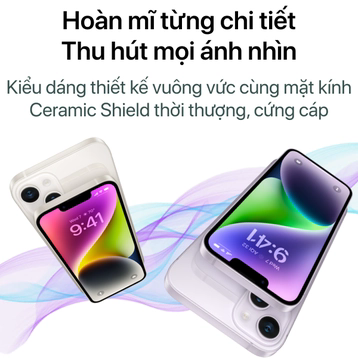 Hoàn mĩ từng chi tiết
Thu hút mọi ánh nhìn
Kiểu dáng thiết kế vuông vức cùng mặt kính
Ceramic Shield thời thượng, cứng cáp
9:41
9:41